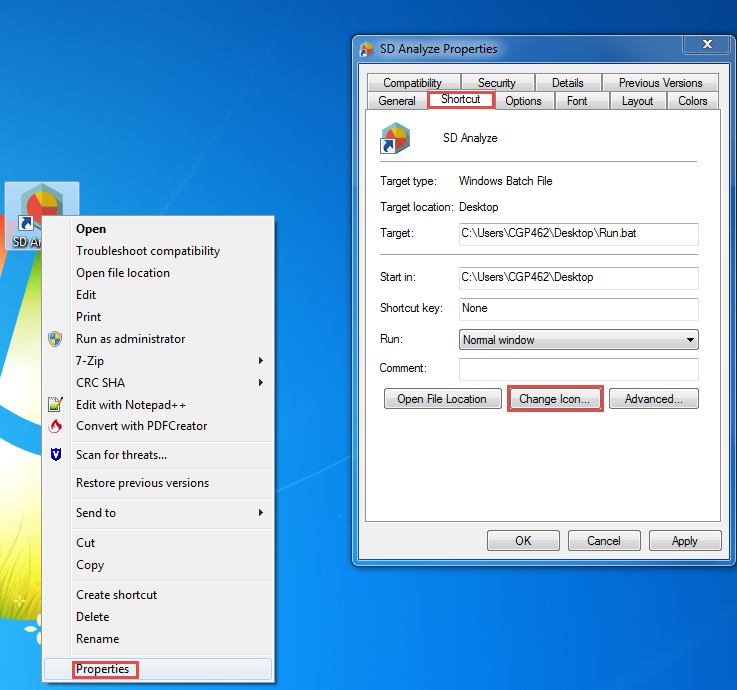 SD An
Open
Troubleshoot compatibility
Open file location
Edit
Print
Run as administrator
7-Zip
CRC SHA
Edit with Notepad++
Convert with PDFCreator
Scan for threats...
Restore previous versions
Send to
Cut
Copy
Create shortcut
Delete
Rename
Properties
SD Analyze Properties
Compatibility Security Details Previous Versions
General Shortcut Options Font Layout Colors
SD Analyze
Target type: Windows Batch File
Target location: Desktop
Target: C:\Users\CGP462\Desktop\Run.bat
Start in: C:\Users\CGP462\Desktop
Shortcut key: None
Run: Normal window
Comment:
Open File Location Change Icon... Advanced...
OK Cancel Apply